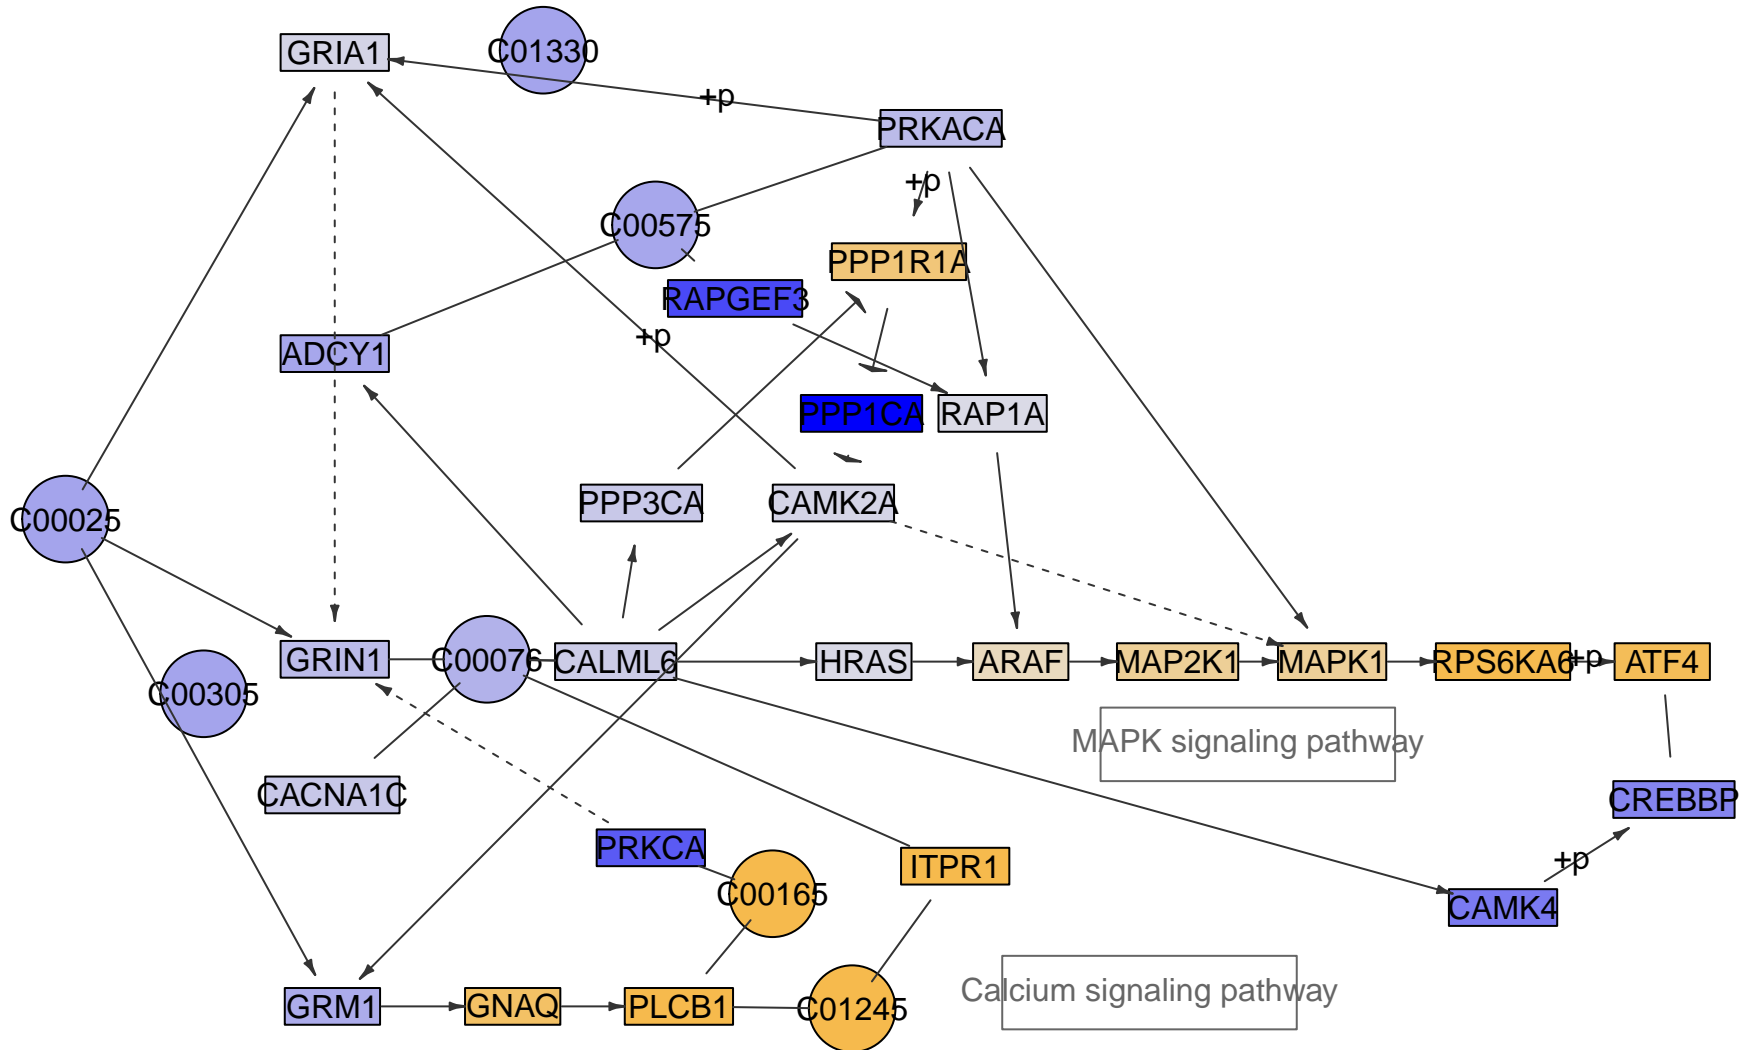 C01330
GRIA1
+p
PRKACA
+p
C00575
PPP1R1A
RAPGEF3
+p
ADCY1
PPP1CA
RAP1A
PPP3CA
CAMK2A
C00025
GRIN1
C00076
CALML6
HRAS
ARAF
MAP2K1
MAPK1
RPS6KA6
+p
ATF4
C00305
MAPK signaling pathway
CACNA1C
CREBBP
PRKCA
ITPR1
+p
C00165
CAMK4
Calcium signaling pathway
GRM1
GNAQ
PLCB1
C01245